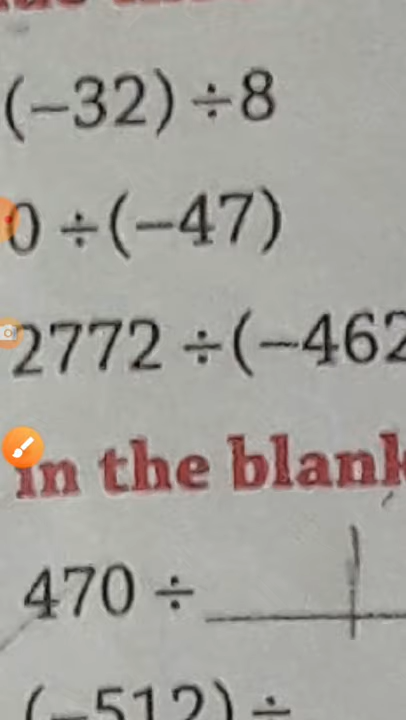 (−32) ÷ 8
0 ÷ (−47)
2772 ÷ (−462
in the blank
470 ÷
(−512) ÷